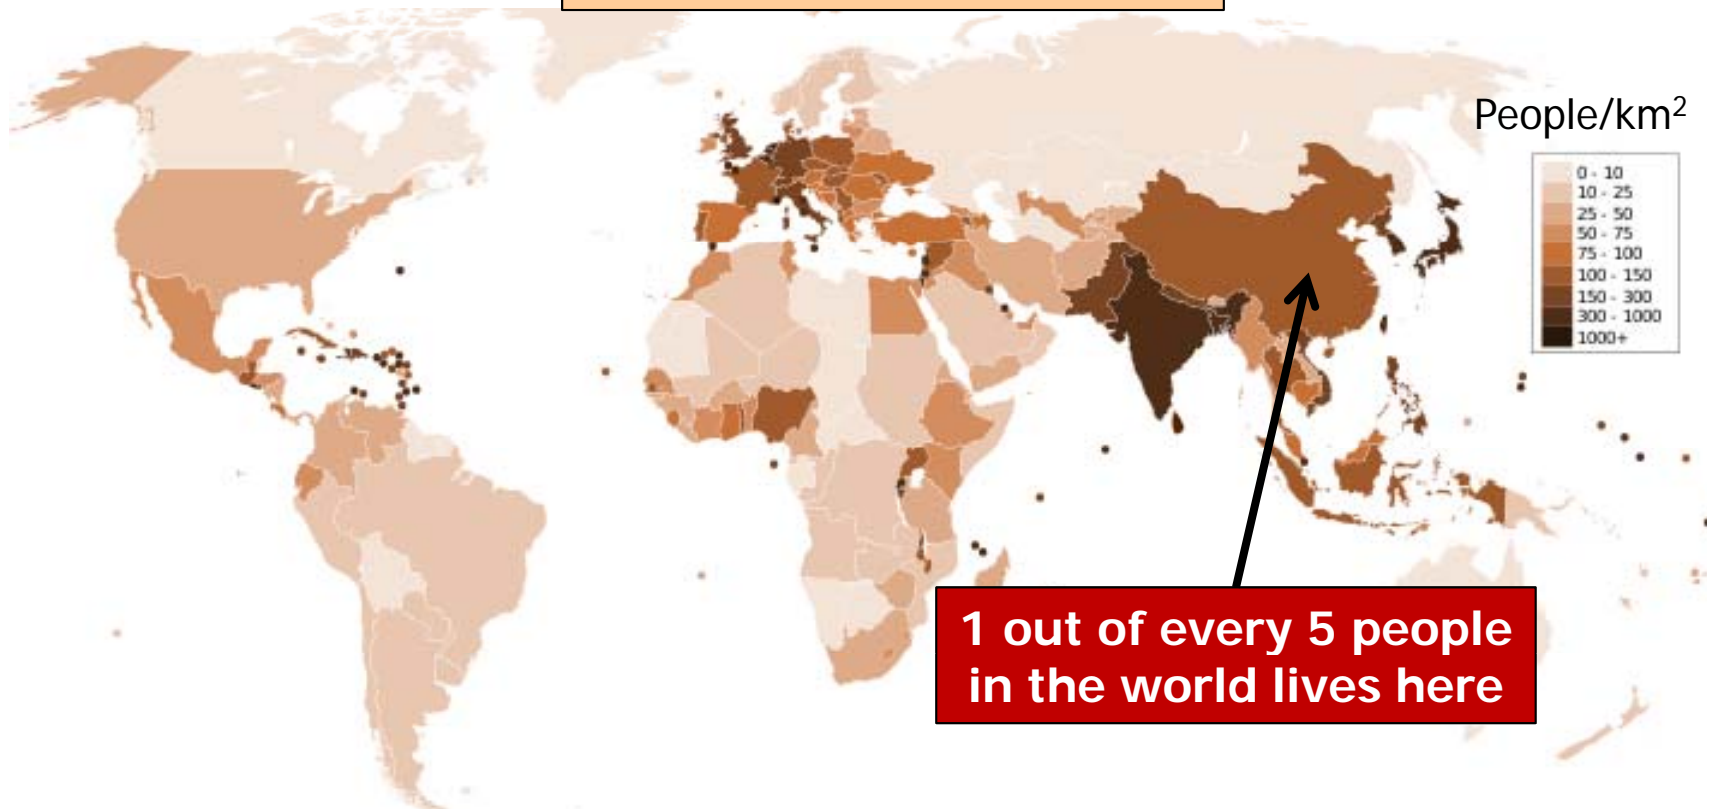 People/km²
0 - 10
10 - 25
25 - 50
50 - 75
75 - 100
100 - 150
150 - 300
300 - 1000
1000+
1 out of every 5 people
in the world lives here